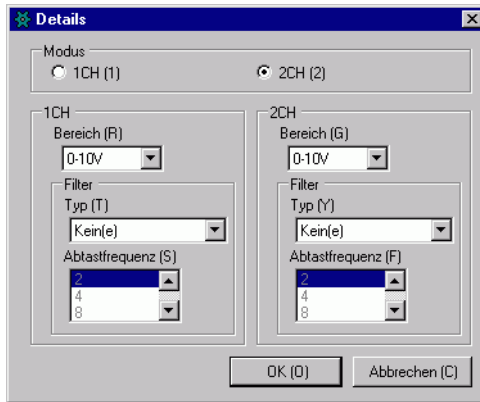 Details
Modus
1CH (1) 2CH (2)
1CH
Bereich (R)
0-10V
Filter
Typ (T)
Kein(e)
Abtastfrequenz (S)
2
4
8
2CH
Bereich (G)
0-10V
Filter
Typ (Y)
Kein(e)
Abtastfrequenz (F)
2
4
8
OK (O) Abbrechen (C)